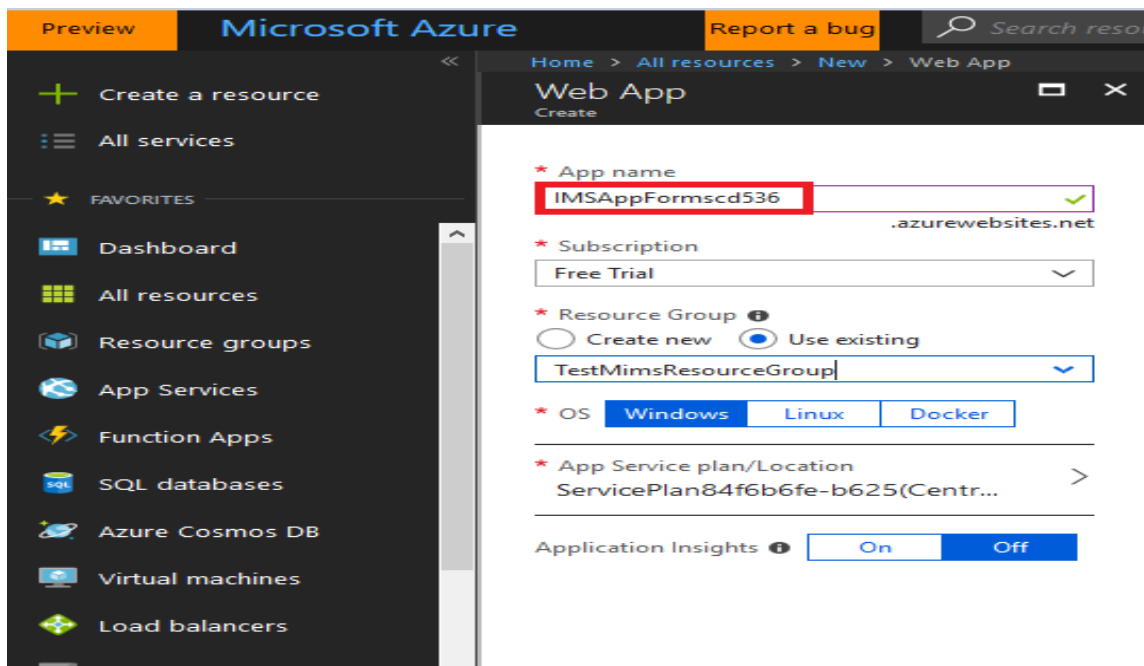 Preview
Microsoft Azure
Report a bug
Search reso
Home > All resources > New > Web App
Web App
Create
Create a resource
All services
FAVORITES
Dashboard
All resources
Resource groups
App Services
Function Apps
SQL databases
Azure Cosmos DB
Virtual machines
Load balancers
* App name
IMSAppFormscd536
.azurewebsites.net
* Subscription
Free Trial
* Resource Group
Create new Use existing
TestMimsResourceGroup
* OS Windows Linux Docker
* App Service plan/Location
ServicePlan84f6b6fe-b625(Centr...
Application Insights On Off